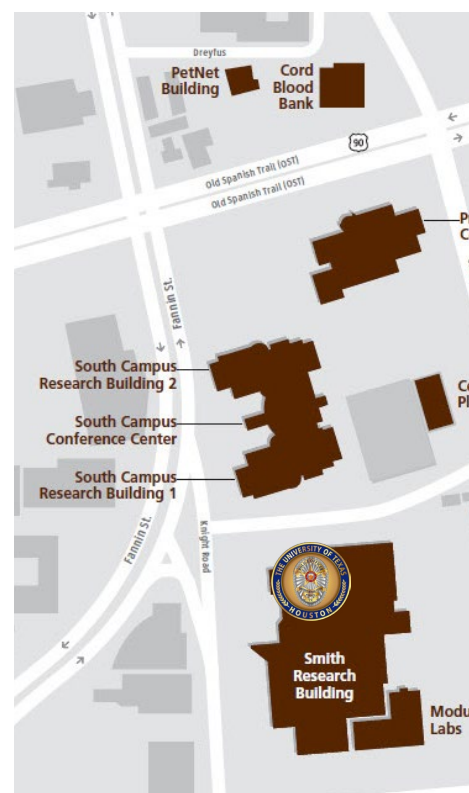 Dreyfus
PetNet
Building
Cord
Blood
Bank
90
Old Spanish Trail (OST)
Old Spanish Trail (OST)
P
C
Fannin St.
South Campus
Research Building 2
South Campus
Conference Center
South Campus
Research Building 1
C
Pl
Fannin St.
Knight Road
THE UNIVERSITY OF TEXAS
HOUSTON
Smith
Research
Building
Modu
Labs